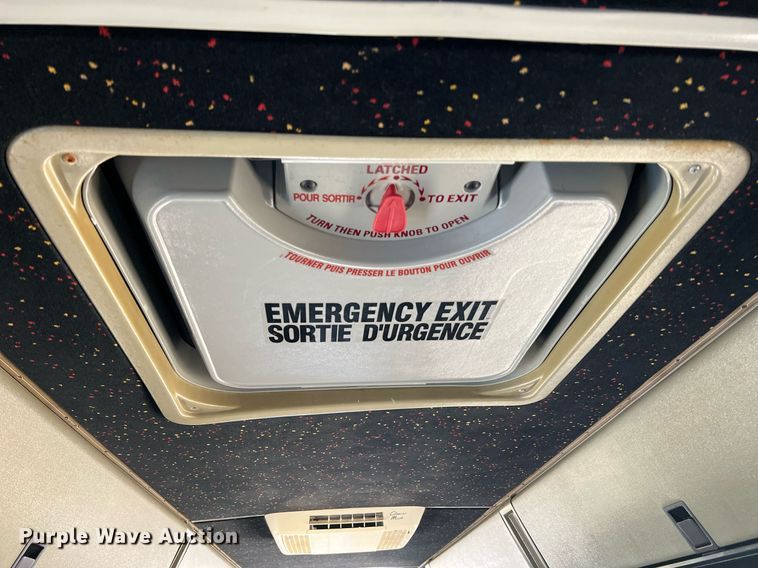 LATCHED
POUR SORTIR TO EXIT
TURN THEN PUSH KNOB TO OPEN
TOURNER PUIS PRESSER LE BOUTON POUR OUVRIR
EMERGENCY EXIT
SORTIE D'URGENCE
Purple Wave Auction